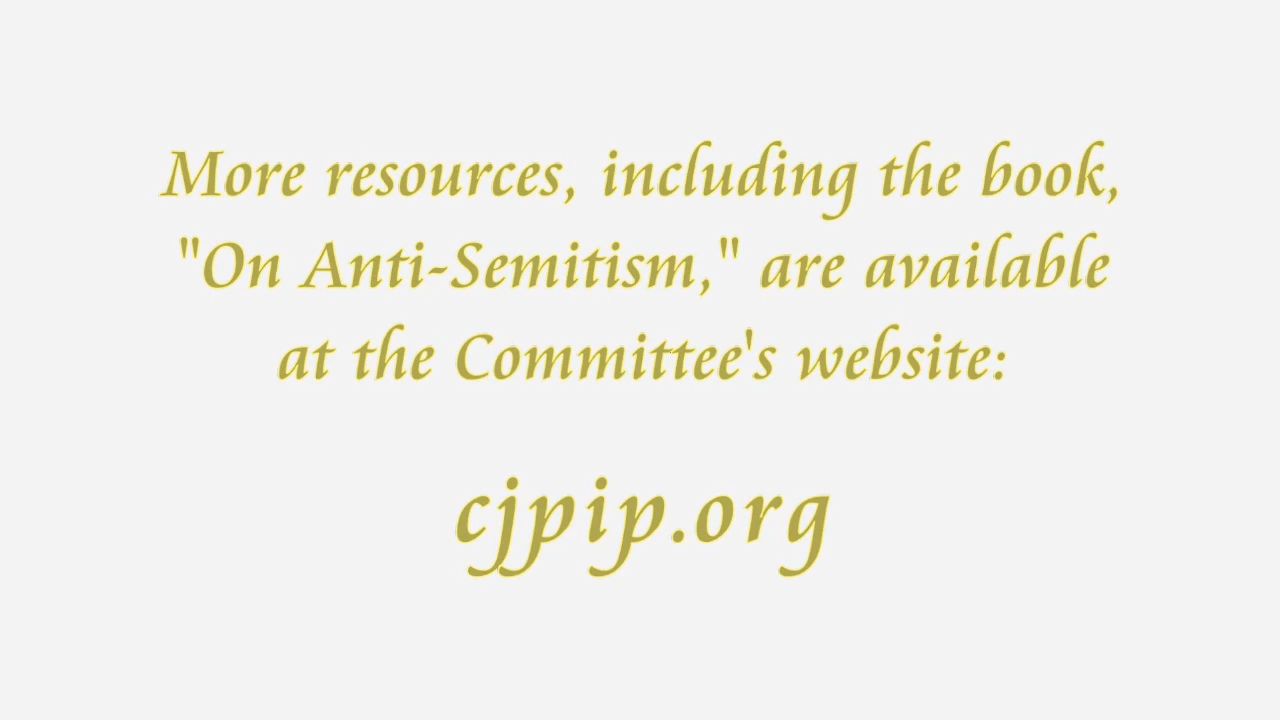 More resources, including the book,
"On Anti-Semitism," are available
at the Committee's website:
cjpip.org